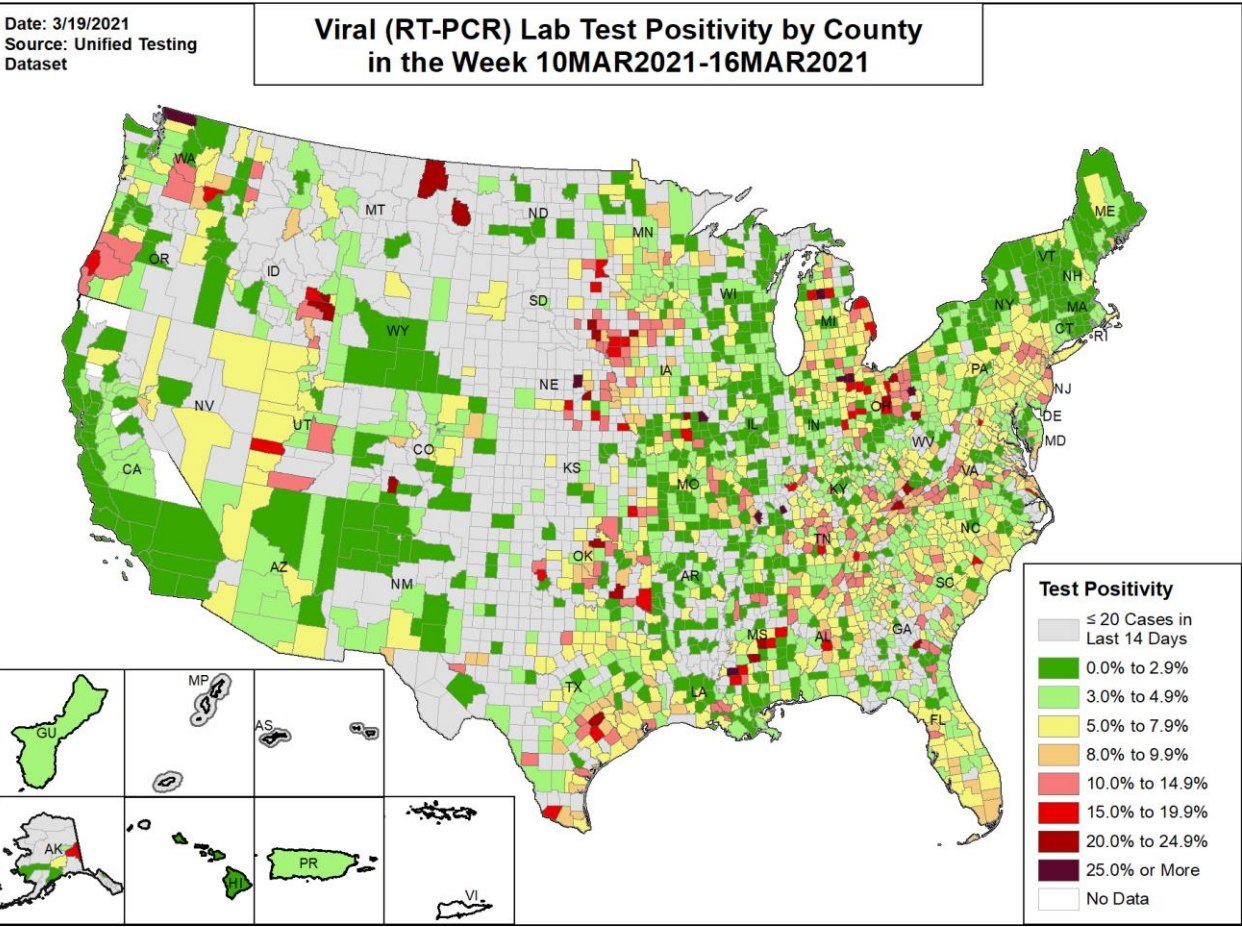 Date: 3/19/2021
Source: Unified Testing
Dataset
Viral (RT-PCR) Lab Test Positivity by County
in the Week 10MAR2021-16MAR2021
WA
MT
ND
MN
ME
OR
ID
SD
WI
MI
VT
NH
NY
MA
CT
RI
WY
NE
IA
PA
NJ
NV
UT
CO
IL
IN
OH
DE
MD
CA
KS
MO
KY
WV
VA
AZ
NM
OK
AR
TN
NC
SC
TX
LA
MS
AL
GA
FL
GU
MP
AS
AK
HI
PR
VI
Test Positivity
≤ 20 Cases in
Last 14 Days
0.0% to 2.9%
3.0% to 4.9%
5.0% to 7.9%
8.0% to 9.9%
10.0% to 14.9%
15.0% to 19.9%
20.0% to 24.9%
25.0% or More
No Data